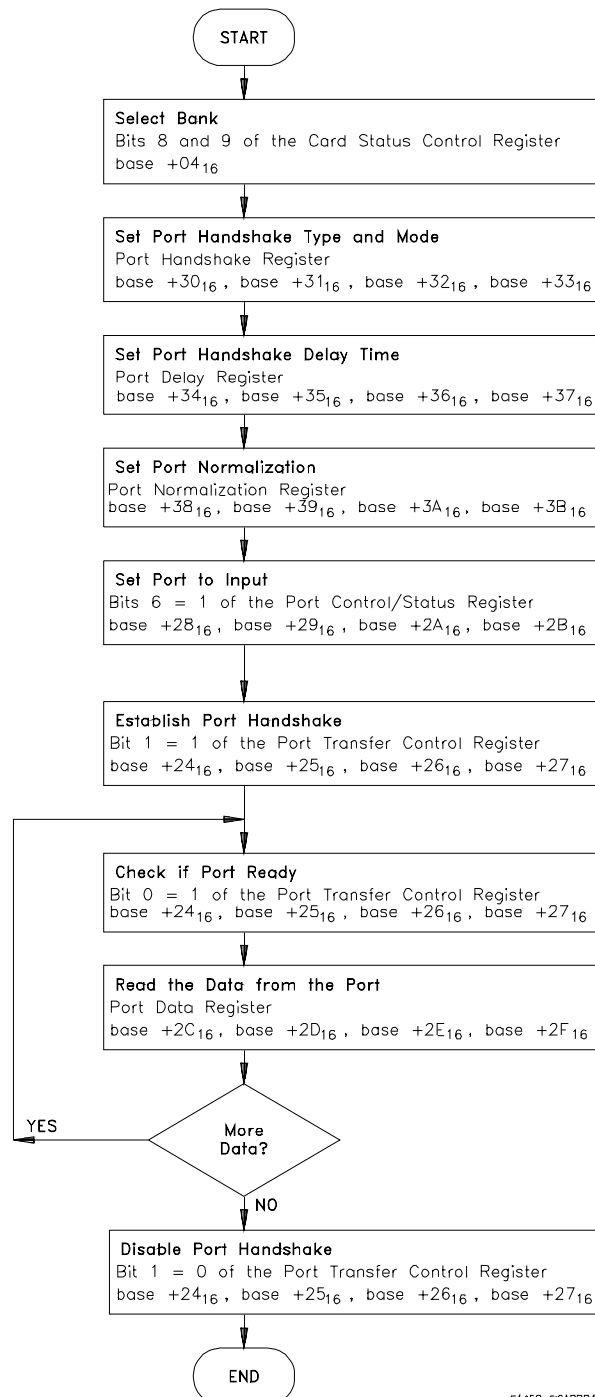 START
Select Bank
Bits 8 and 9 of the Card Status Control Register
base +04₁₆
Set Port Handshake Type and Mode
Port Handshake Register
base +30₁₆, base +31₁₆, base +32₁₆, base +33₁₆
Set Port Handshake Delay Time
Port Delay Register
base +34₁₆, base +35₁₆, base +36₁₆, base +37₁₆
Set Port Normalization
Port Normalization Register
base +38₁₆, base +39₁₆, base +3A₁₆, base +3B₁₆
Set Port to Input
Bits 6 = 1 of the Port Control/Status Register
base +28₁₆, base +29₁₆, base +2A₁₆, base +2B₁₆
Establish Port Handshake
Bit 1 = 1 of the Port Transfer Control Register
base +24₁₆, base +25₁₆, base +26₁₆, base +27₁₆
Check if Port Ready
Bit 0 = 1 of the Port Transfer Control Register
base +24₁₆, base +25₁₆, base +26₁₆, base +27₁₆
Read the Data from the Port
Port Data Register
base +2C₁₆, base +2D₁₆, base +2E₁₆, base +2F₁₆
YES
More
Data?
NO
Disable Port Handshake
Bit 1 = 0 of the Port Transfer Control Register
base +24₁₆, base +25₁₆, base +26₁₆, base +27₁₆
END